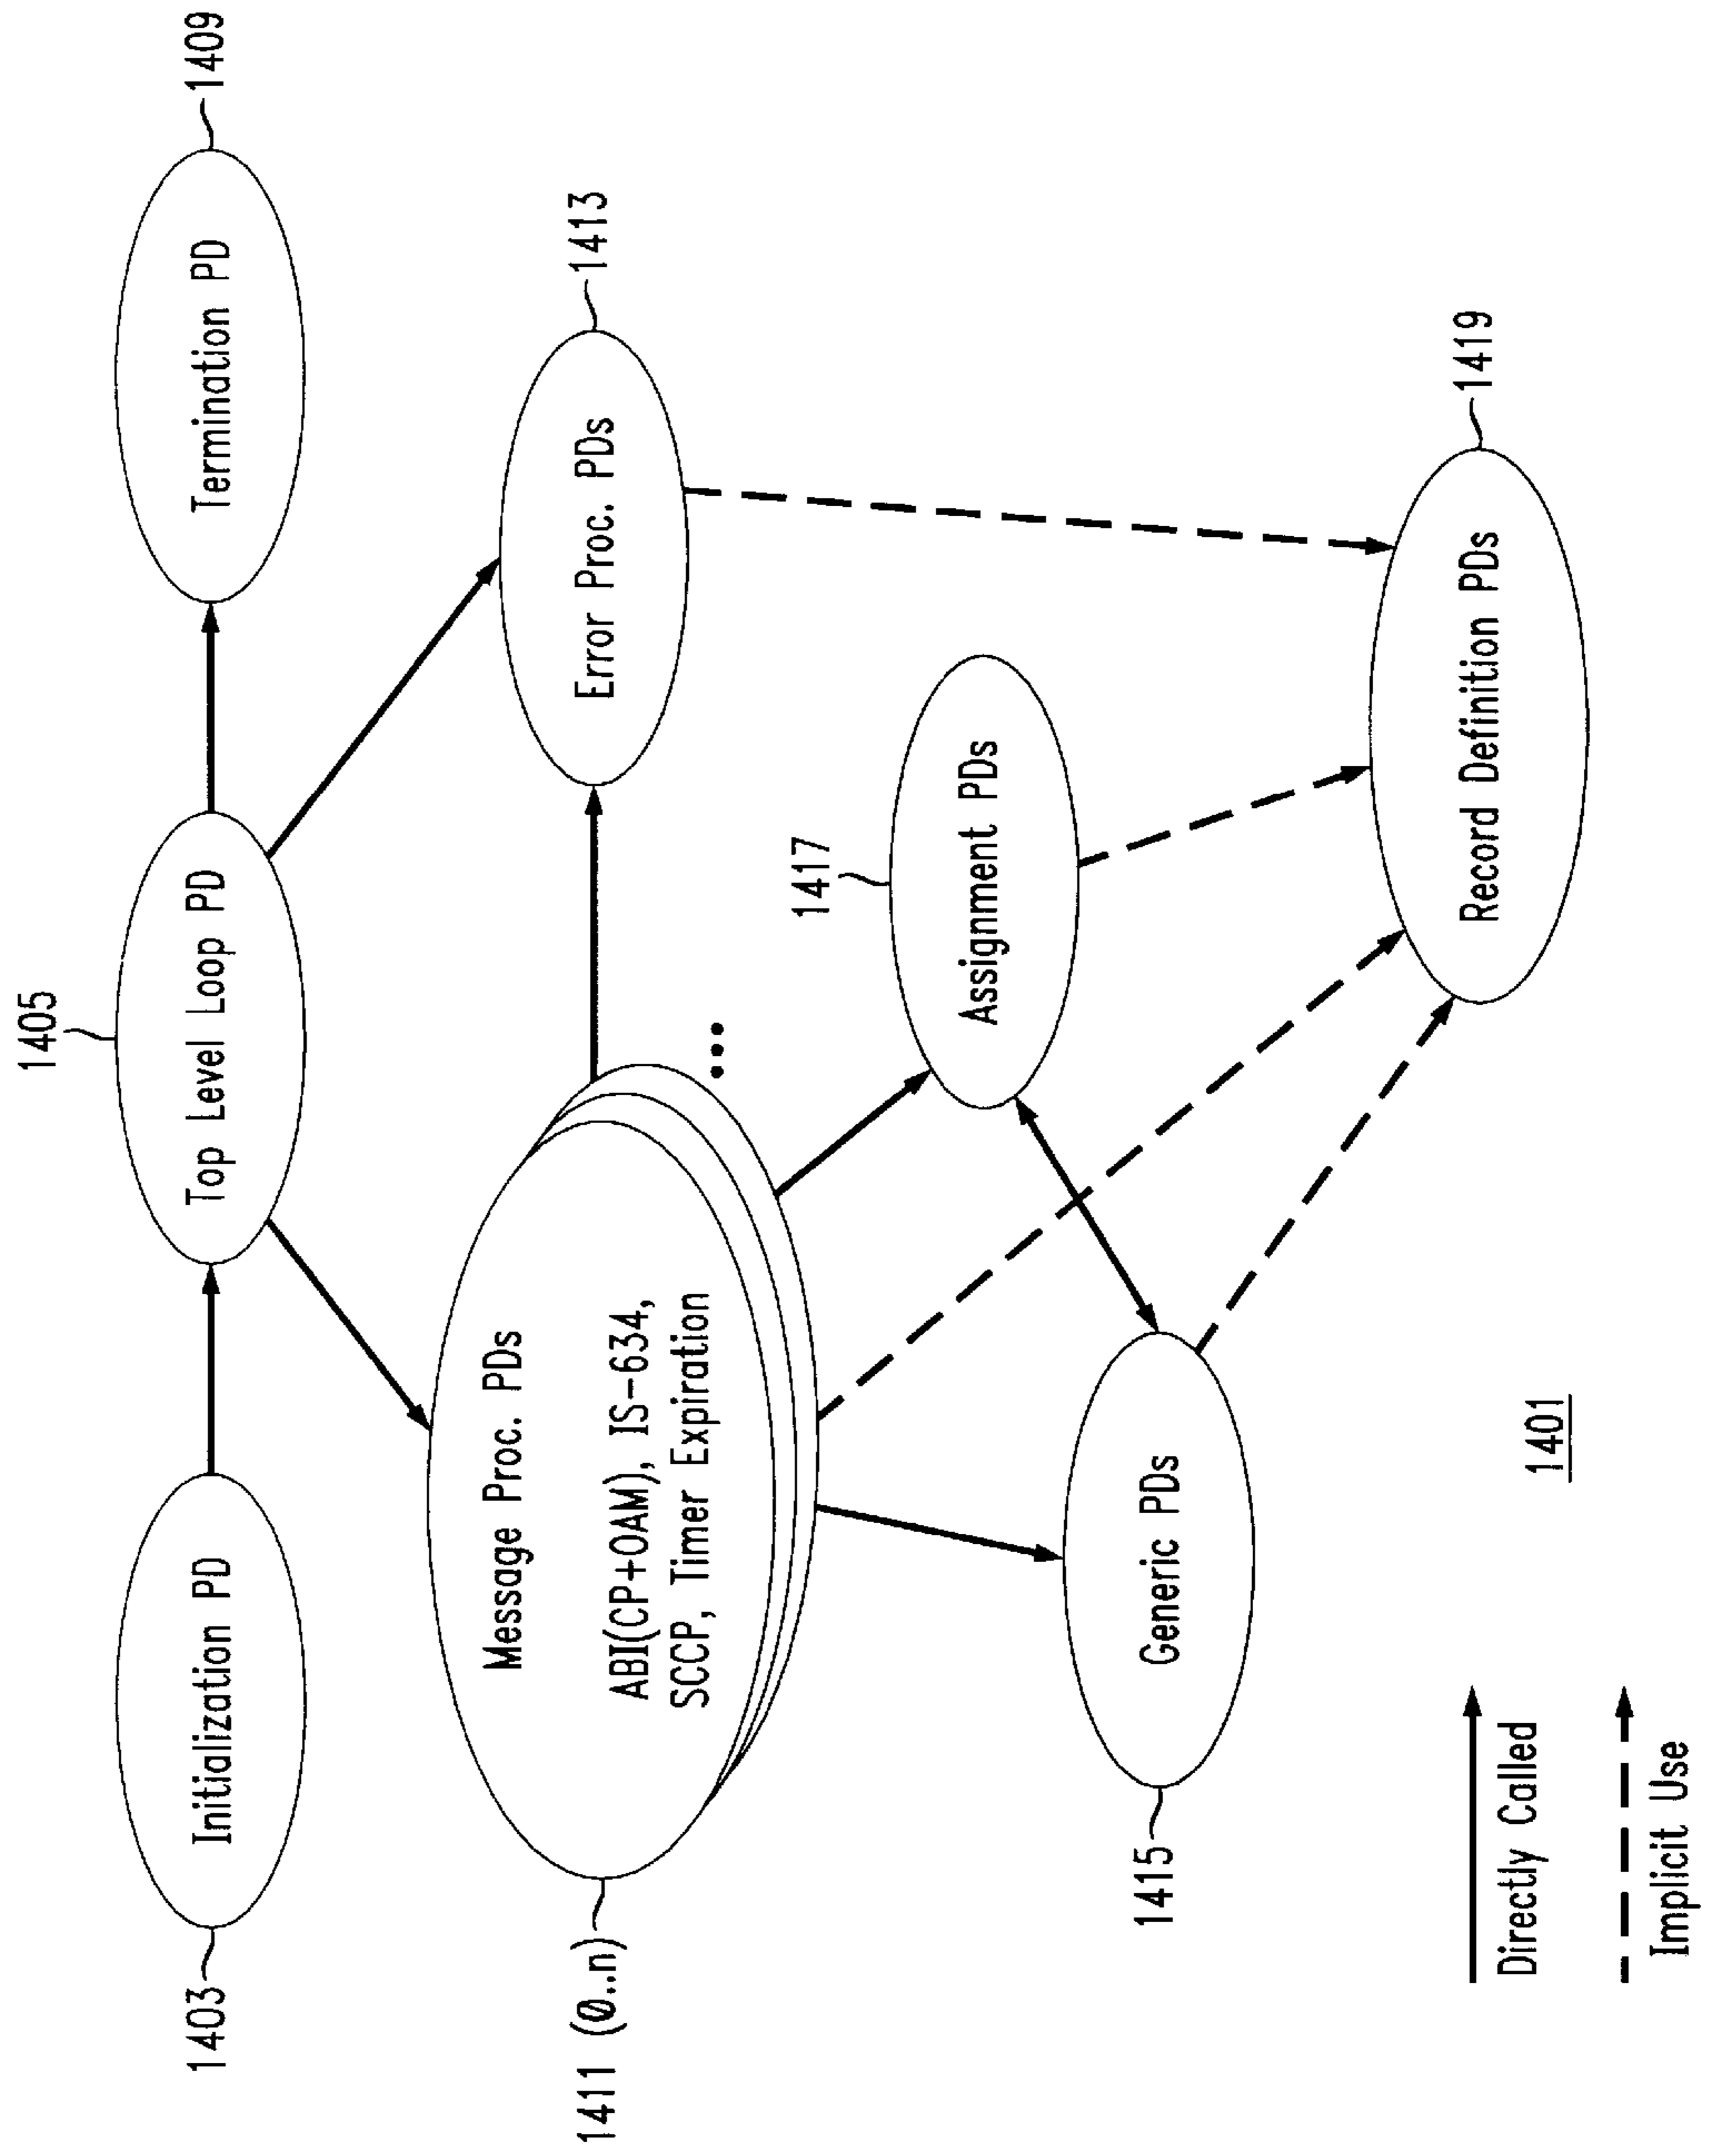 1405
1403
Initialization PD
Top Level Loop PD
Termination PD
1409
1411 (0..n)
Message Proc. PDs
ABI(CP+OAM), IS-634,
SCCP, Timer Expiration
Error Proc. PDs
1413
1417
Assignment PDs
1415
Generic PDs
Record Definition PDs
1419
Directly Called
Implicit Use
1401